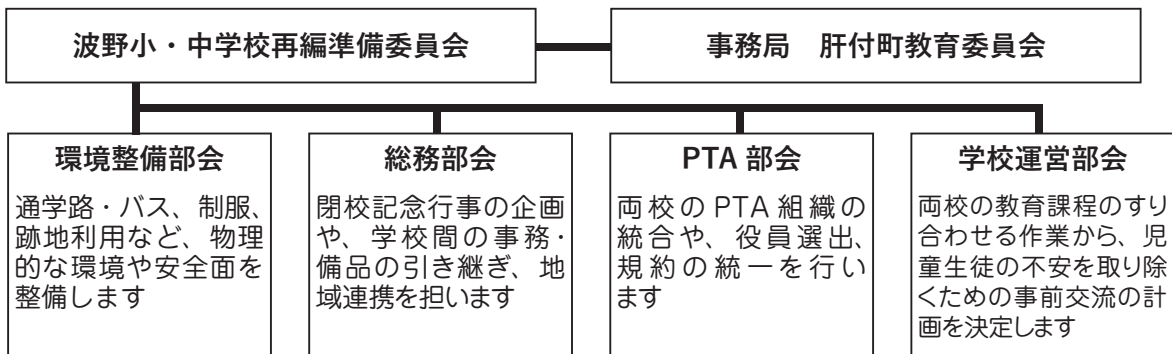 波野小・中学校再編準備委員会
事務局　肝付町教育委員会
環境整備部会
通学路・バス、制服、
跡地利用など、物理
的な環境や安全面を
整備します
総務部会
閉校記念行事の企画
や、学校間の事務・
備品の引き継ぎ、地
域連携を担います
PTA 部会
両校の PTA 組織の
統合や、役員選出、
規約の統一を行い
ます
学校運営部会
両校の教育課程のすり
合わせる作業から、児
童生徒の不安を取り除
くための事前交流の計
画を決定します